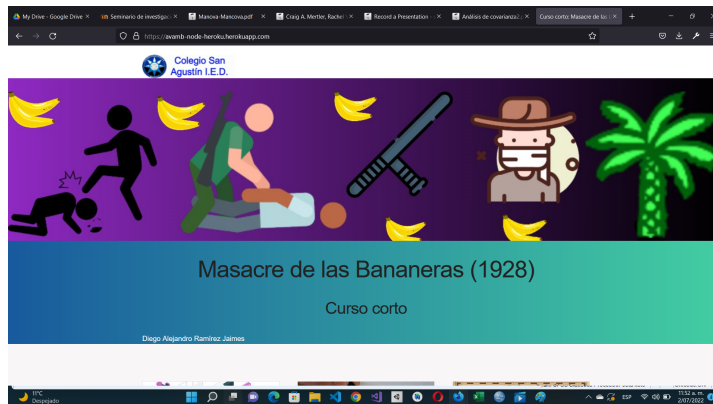 My Drive - Google Drive
Seminario de investigac
Manova-Mancova.pdf
Craig A. Mertler, Rachel
Record a Presentation
Análisis de covarianza2.
Curso corto: Masacre de las
https://avamb-node-heroku.herokuapp.com
Colegio San
Agustín I.E.D.
Masacre de las Bananeras (1928)
Curso corto
Diego Alejandro Ramírez Jaimes
11°C
Despejado
ESP
11:52 a. m.
2/07/2022